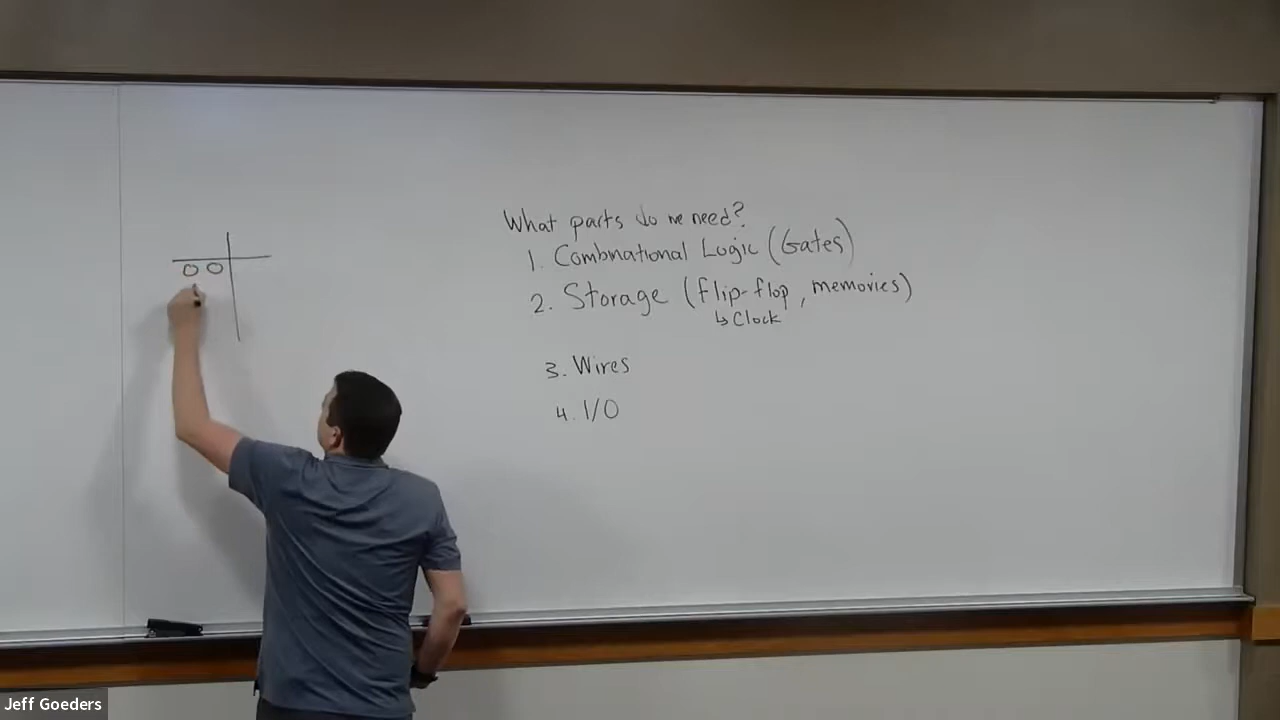 0 0
What parts do we need?
1. Combinational Logic (Gates)
2. Storage (flip-flop, memories)
↳ Clock
3. Wires
4. I/O
Jeff Goeders